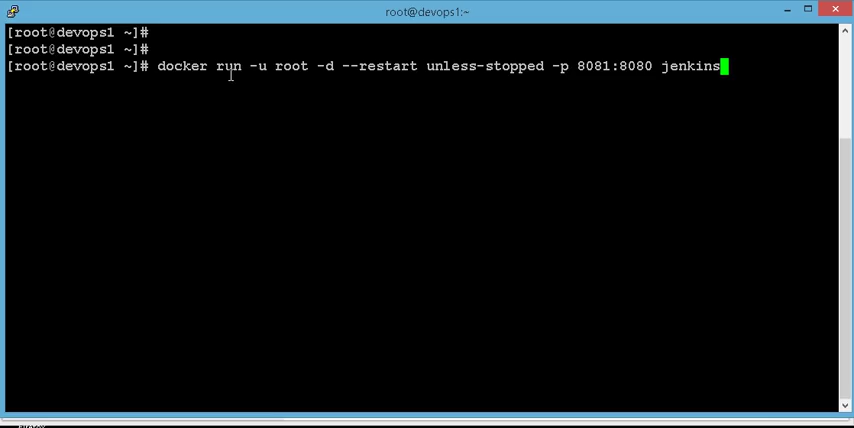 root@devops1:~
[root@devops1 ~]#
[root@devops1 ~]#
[root@devops1 ~]# docker run -u root -d --restart unless-stopped -p 8081:8080 jenkins